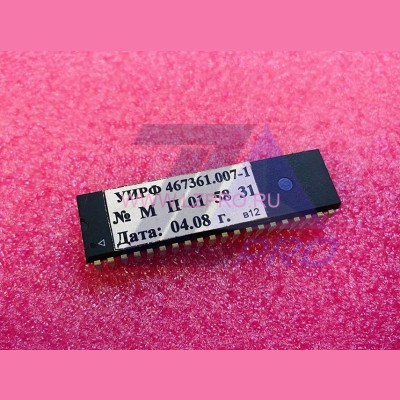 УИРФ 467361.007-1
№ М П 01 58 31
Дата: 04.08 г. в12